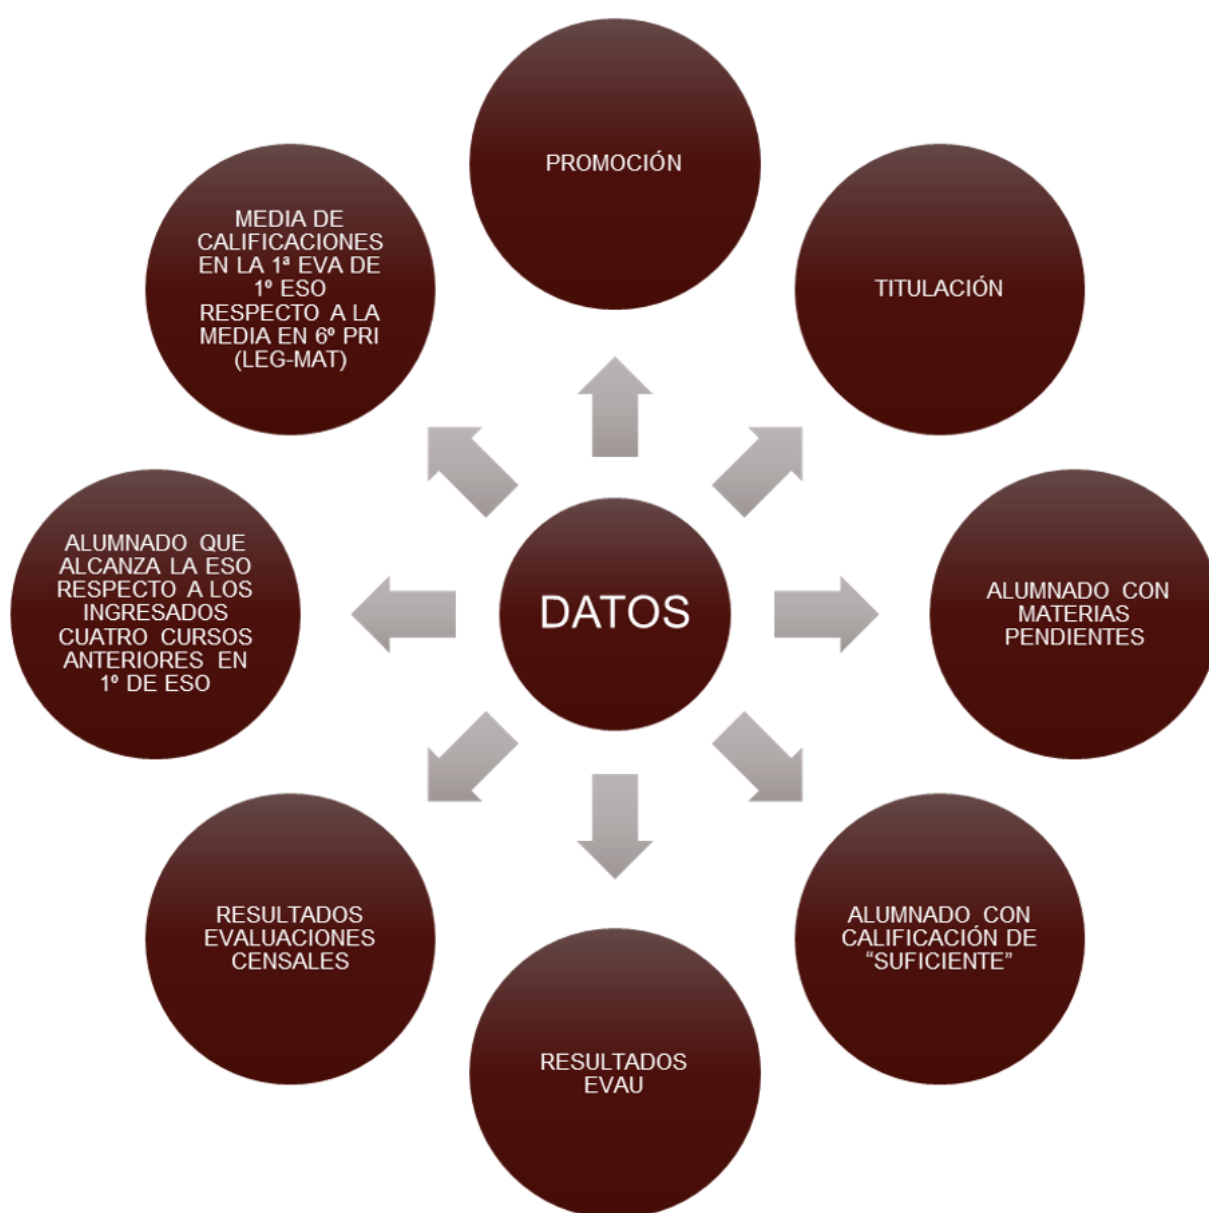 PROMOCIÓN
TITULACIÓN
ALUMNADO CON
MATERIAS
PENDIENTES
ALUMNADO CON
CALIFICACIÓN DE
“SUFICIENTE”
RESULTADOS
EVAU
RESULTADOS
EVALUACIONES
CENSALES
ALUMNADO QUE
ALCANZA LA ESO
RESPECTO A LOS
INGRESADOS
CUATRO CURSOS
ANTERIORES EN
1º DE ESO
MEDIA DE
CALIFICACIONES
EN LA 1ª EVA DE
1º ESO
RESPECTO A LA
MEDIA EN 6º PRI
(LEG-MAT)
DATOS